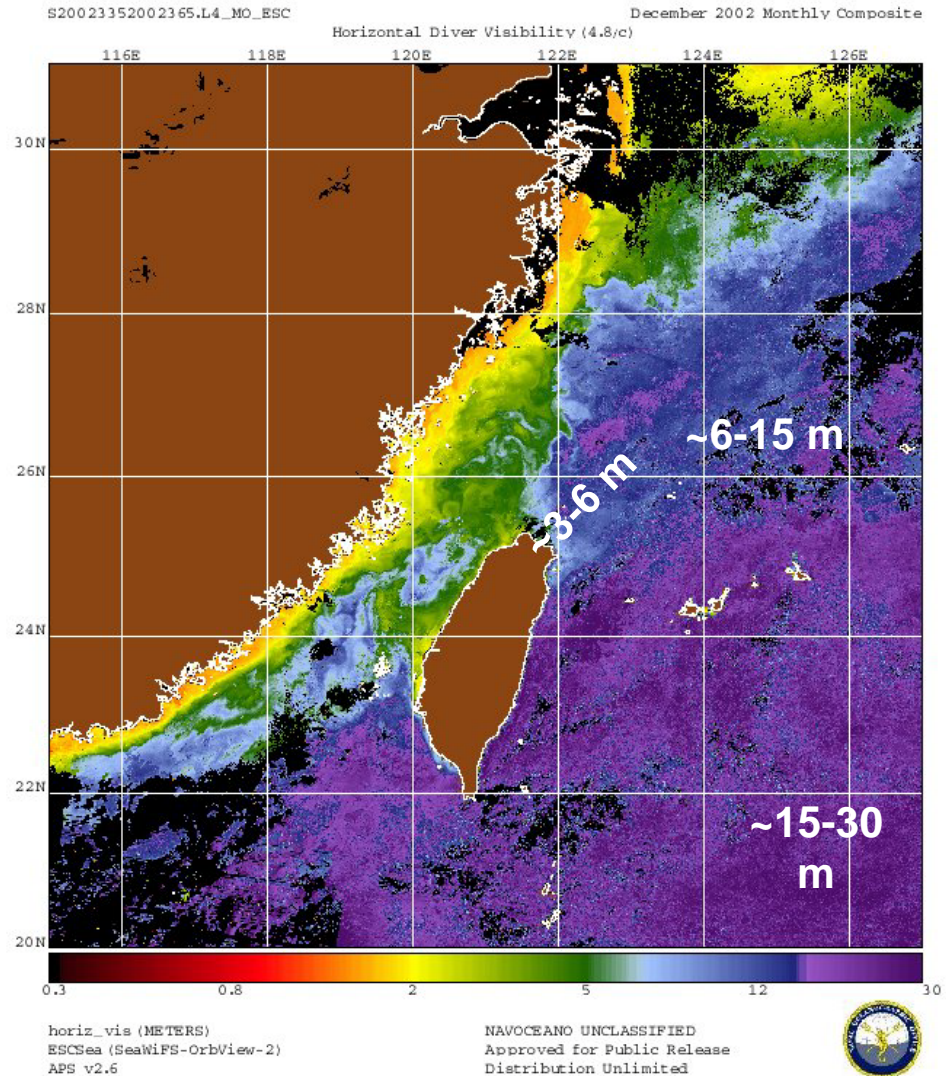 S20023352002365.L4_MO_ESC
December 2002 Monthly Composite
Horizontal Diver Visibility (4.8/c)
116E 118E 120E 122E 124E 126E
30N
28N
~6-15 m
26N
~3-6 m
24N
22N
~15-30
m
20N
0.3 0.8 2 5 12 30
horiz_vis (METERS)
ESCSea (SeaWiFS-OrbView-2)
APS v2.6
NAVOCEANO UNCLASSIFIED
Approved for Public Release
Distribution Unlimited